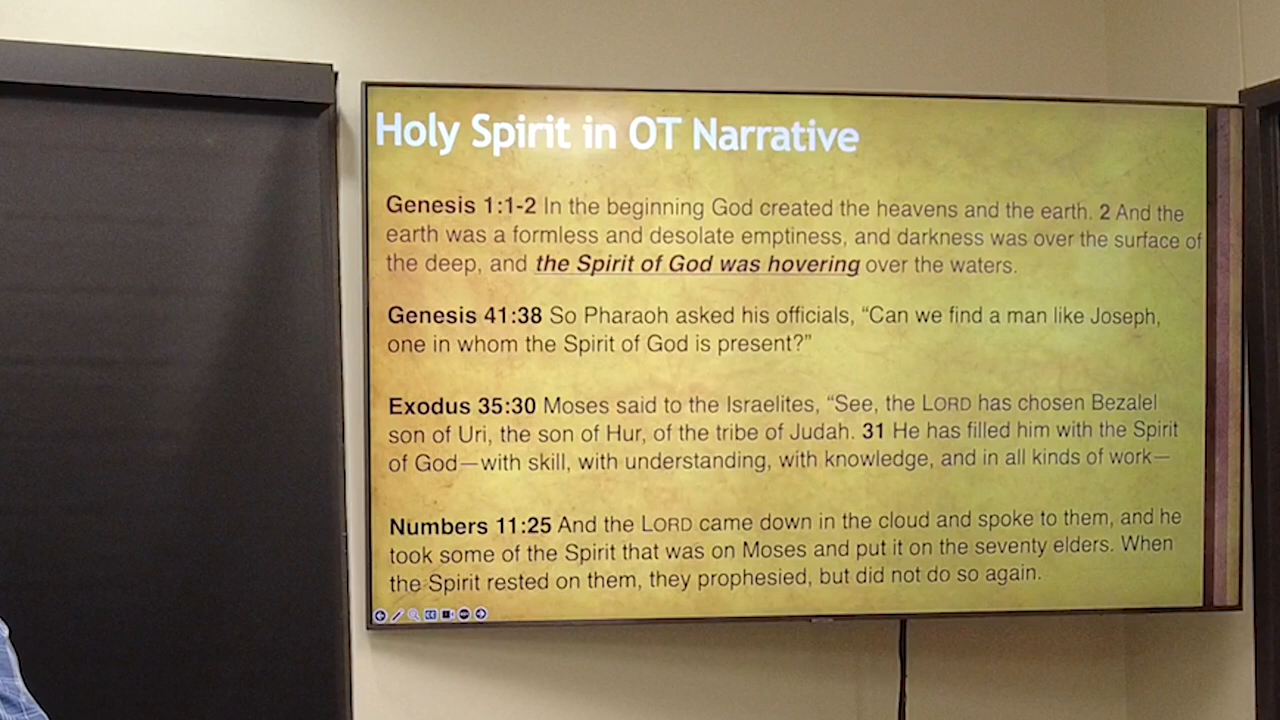 Holy Spirit in OT Narrative
Genesis 1:1-2 In the beginning God created the heavens and the earth. 2 And the
earth was a formless and desolate emptiness, and darkness was over the surface of
the deep, and the Spirit of God was hovering over the waters.
Genesis 41:38 So Pharaoh asked his officials, “Can we find a man like Joseph,
one in whom the Spirit of God is present?”
Exodus 35:30 Moses said to the Israelites, “See, the LORD has chosen Bezalel
son of Uri, the son of Hur, of the tribe of Judah. 31 He has filled him with the Spirit
of God—with skill, with understanding, with knowledge, and in all kinds of work—
Numbers 11:25 And the LORD came down in the cloud and spoke to them, and he
took some of the Spirit that was on Moses and put it on the seventy elders. When
the Spirit rested on them, they prophesied, but did not do so again.